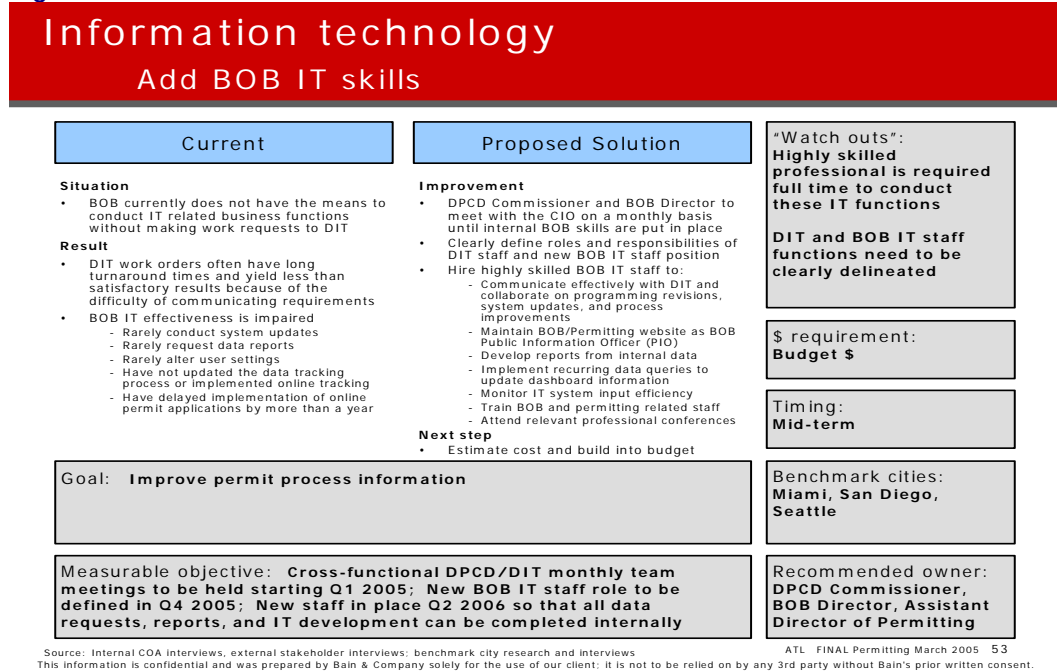 Information technology
Add BOB IT skills
Current
Situation
• BOB currently does not have the means to
conduct IT related business functions
without making work requests to DIT
Result
• DIT work orders often have long
turnaround times and yield less than
satisfactory results because of the
difficulty of communicating requirements
• BOB IT effectiveness is impaired
- Rarely conduct system updates
- Rarely request data reports
- Rarely alter user settings
- Have not updated the data tracking
process or implemented online tracking
- Have delayed implementation of online
permit applications by more than a year
Proposed Solution
Improvement
• DPCD Commissioner and BOB Director to
meet with the CIO on a monthly basis
until internal BOB skills are put in place
• Clearly define roles and responsibilities of
DIT staff and new BOB IT staff position
• Hire highly skilled BOB IT staff to:
- Communicate effectively with DIT and
collaborate on programming revisions,
system updates, and process
improvements
- Maintain BOB/Permitting website as BOB
Public Information Officer (PIO)
- Develop reports from internal data
- Implement recurring data queries to
update dashboard information
- Monitor IT system input efficiency
- Train BOB and permitting related staff
- Attend relevant professional conferences
Next step
• Estimate cost and build into budget
"Watch outs":
Highly skilled
professional is required
full time to conduct
these IT functions
DIT and BOB IT staff
functions need to be
clearly delineated
$ requirement:
Budget $
Timing:
Mid-term
Goal: Improve permit process information
Benchmark cities:
Miami, San Diego,
Seattle
Measurable objective: Cross-functional DPCD/DIT monthly team
meetings to be held starting Q1 2005; New BOB IT staff role to be
defined in Q4 2005; New staff in place Q2 2006 so that all data
requests, reports, and IT development can be completed internally
Recommended owner:
DPCD Commissioner,
BOB Director, Assistant
Director of Permitting
Source: Internal COA interviews, external stakeholder interviews; benchmark city research and interviews
ATL FINAL Permitting March 2005 53
This information is confidential and was prepared by Bain & Company solely for the use of our client; it is not to be relied on by any 3rd party without Bain's prior written consent.